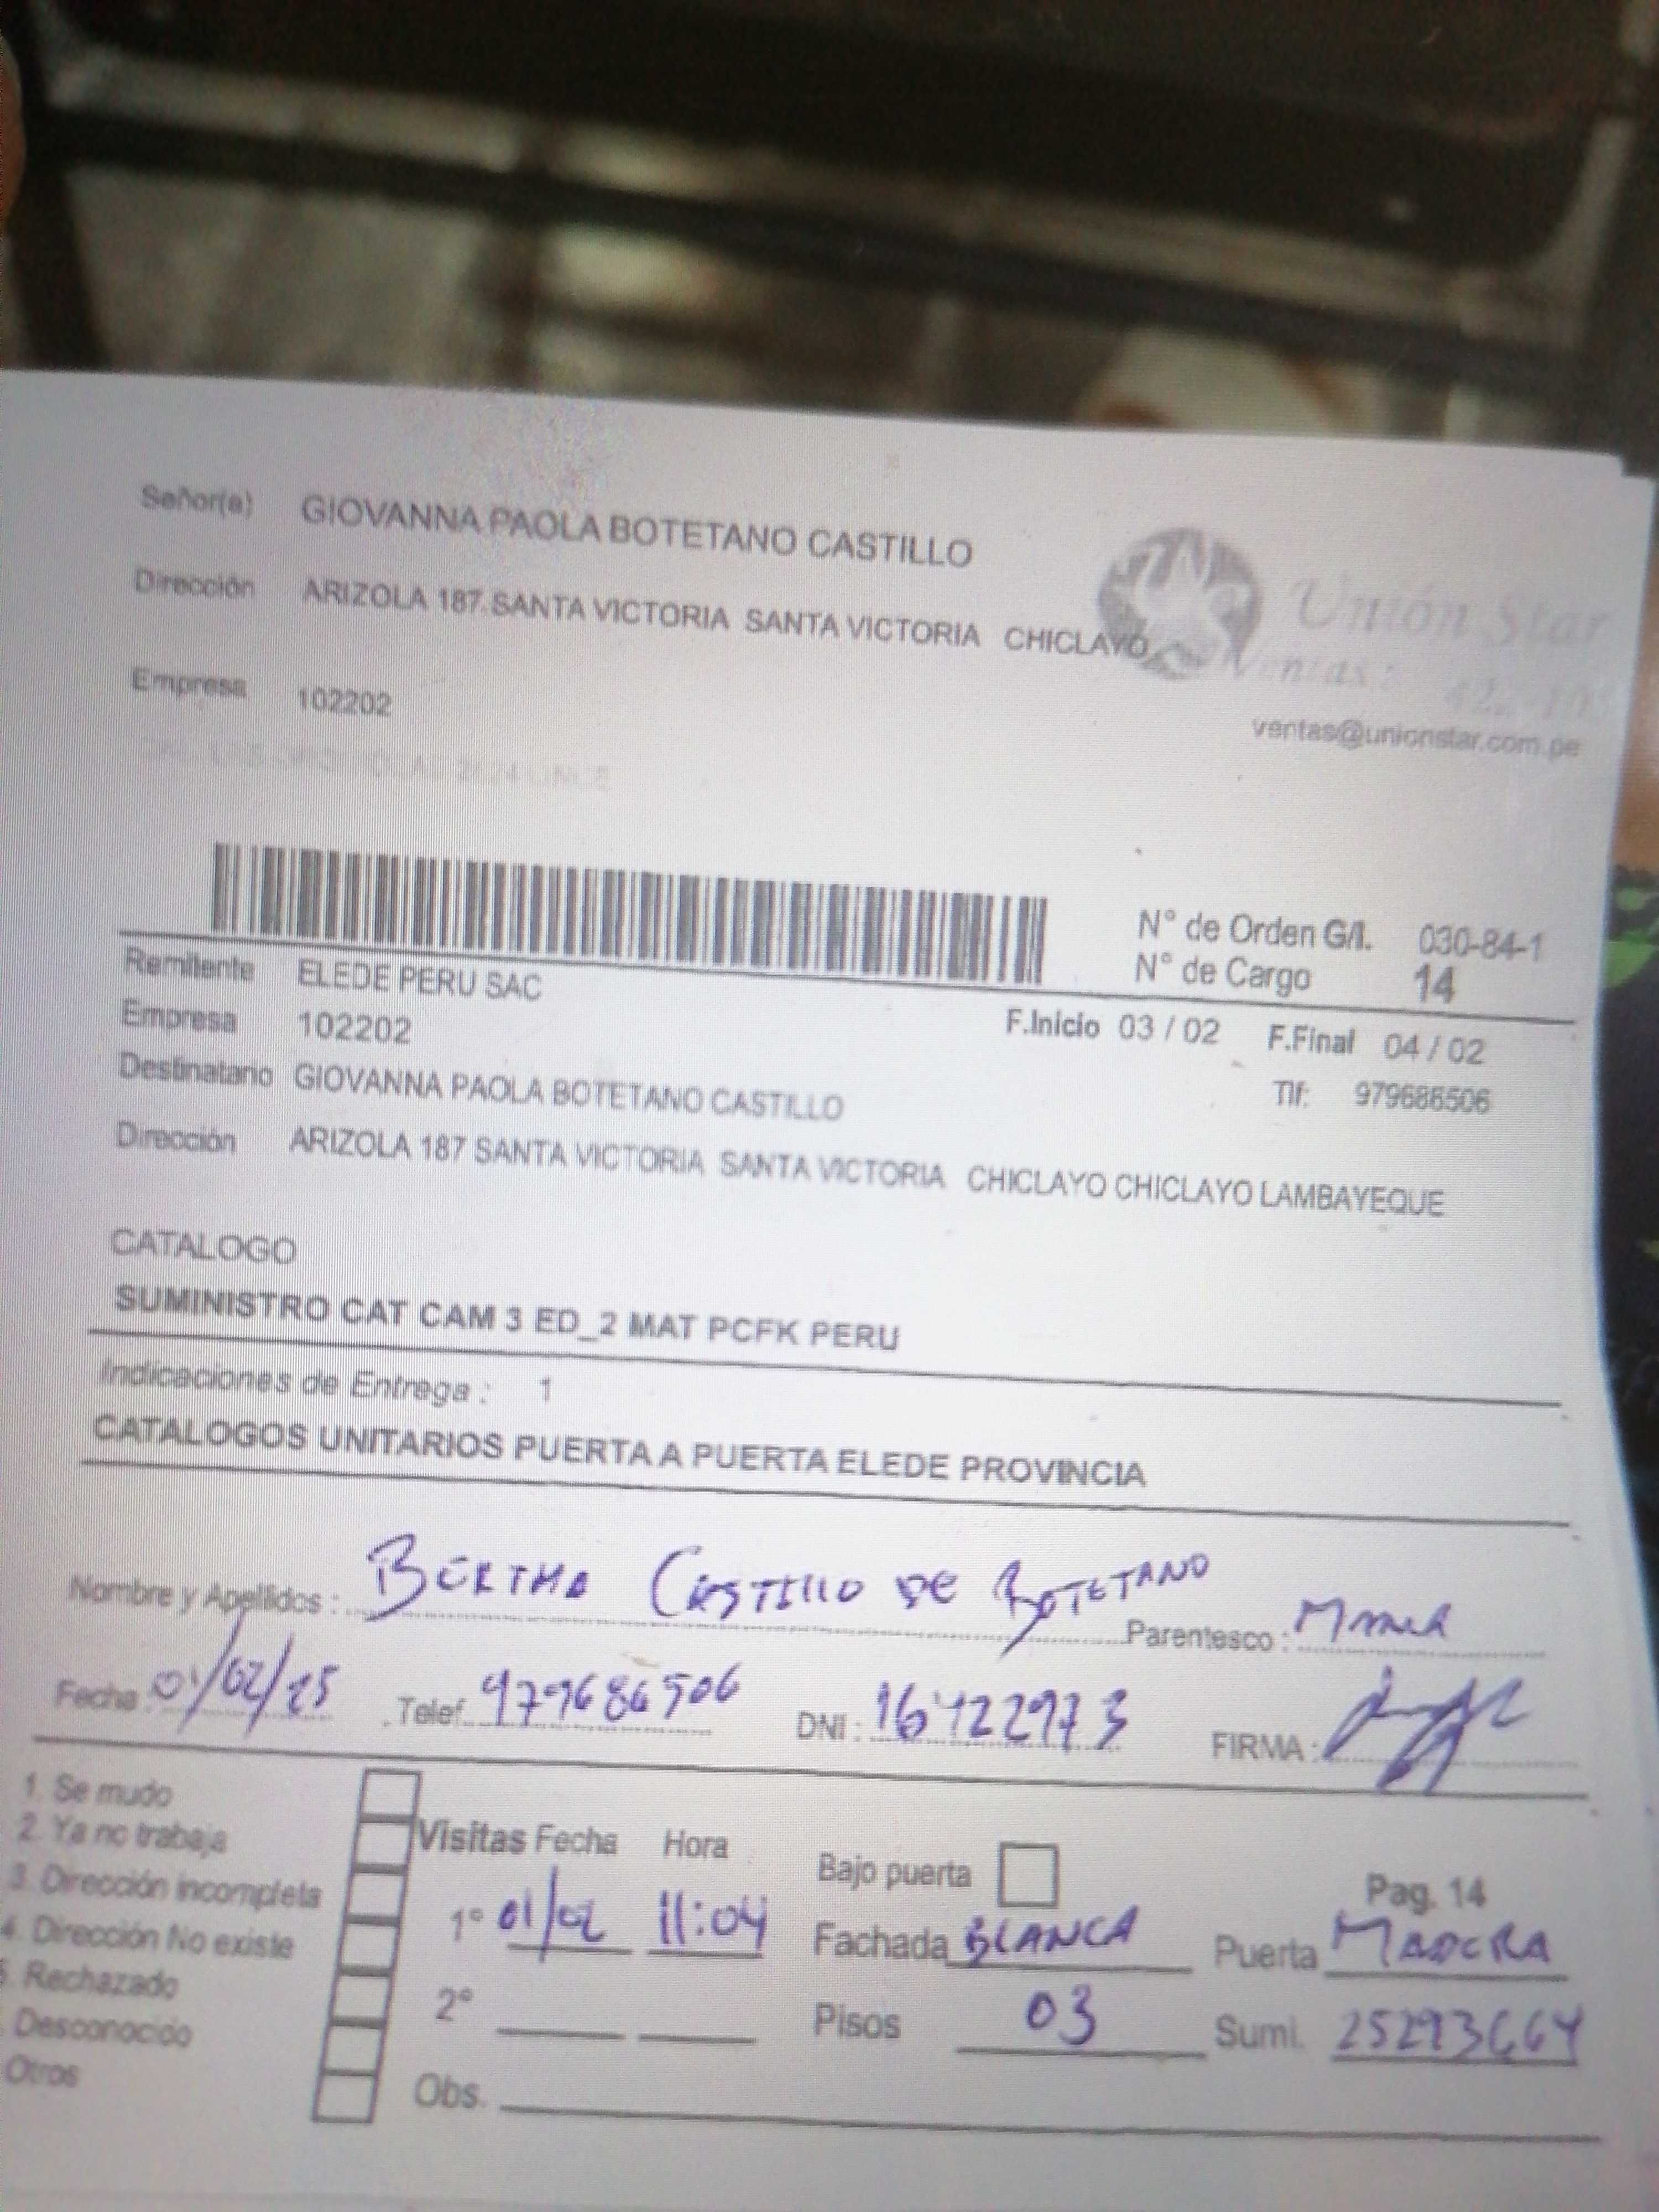 Señor(a) GIOVANNA PAOLA BOTETANO CASTILLO
Dirección ARIZOLA 187 SANTA VICTORIA SANTA VICTORIA CHICLAYO
Unión Star
Ventas:
Empresa 102202
ventas@unionstar.com.pe
N° de Orden G/I. 030-84-1
N° de Cargo 14
Remitente ELEDE PERU SAC
Empresa 102202 F.Inicio 03 / 02 F.Final 04 / 02
Destinatario GIOVANNA PAOLA BOTETANO CASTILLO Tlf: 979686506
Dirección ARIZOLA 187 SANTA VICTORIA SANTA VICTORIA CHICLAYO CHICLAYO LAMBAYEQUE
CATALOGO
SUMINISTRO CAT CAM 3 ED_2 MAT PCFK PERU
Indicaciones de Entrega : 1
CATALOGOS UNITARIOS PUERTA A PUERTA ELEDE PROVINCIA
Nombre y Apellidos : BERTHA CASTILLO DE BOTETANO Parentesco :
Fecha 01/02/25 Telef. 979686506 DNI : FIRMA :
1. Se mudo
2. Ya no trabaja
3. Dirección incompleta
4. Dirección No existe
5. Rechazado
Desconocido
Otros
Visitas Fecha Hora
1° 01/02 11:04
2°
Obs.
Bajo puerta Pag. 14
Fachada BLANCA Puerta MADERA
Pisos 03 Sumi.